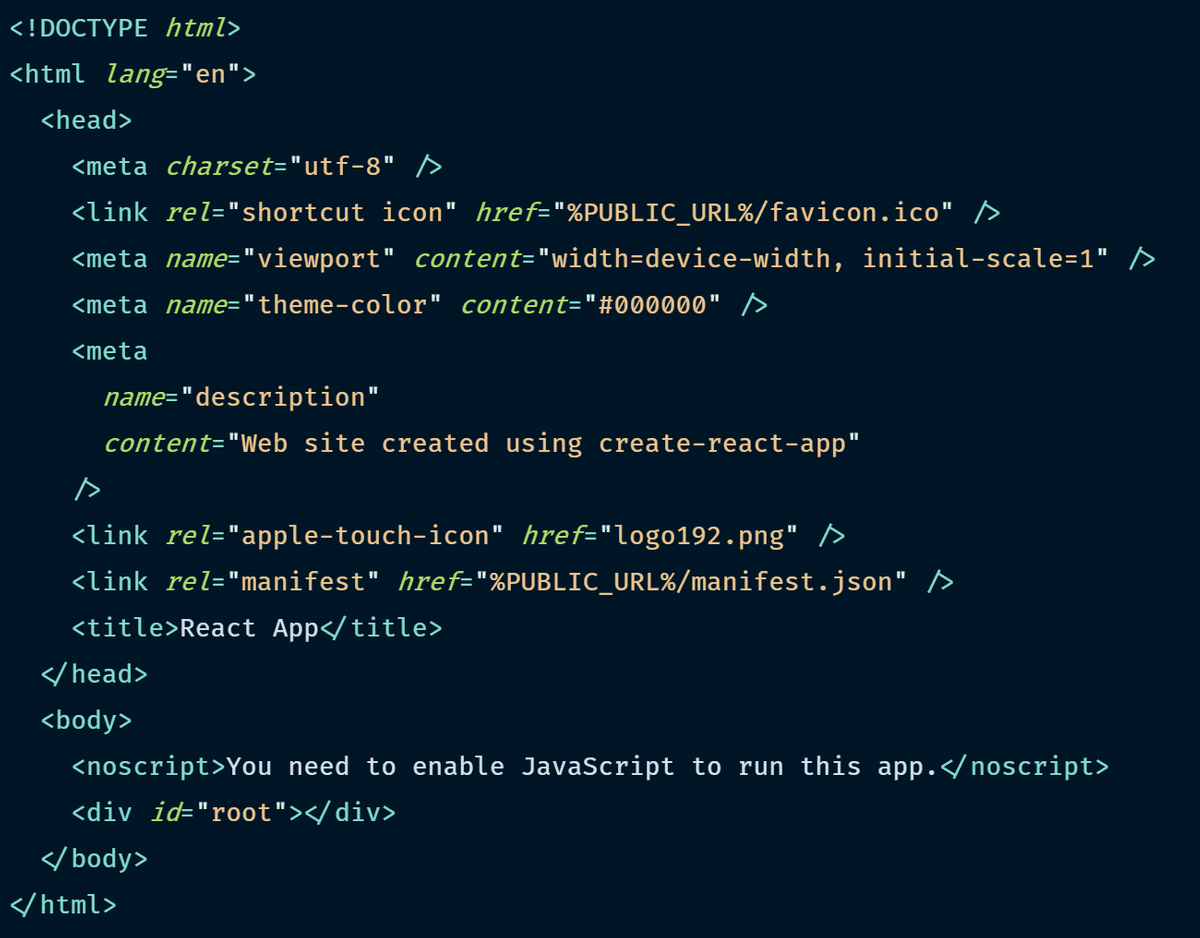 <!DOCTYPE html>
<html lang="en">
  <head>
    <meta charset="utf-8" />
    <link rel="shortcut icon" href="%PUBLIC_URL%/favicon.ico" />
    <meta name="viewport" content="width=device-width, initial-scale=1" />
    <meta name="theme-color" content="#000000" />
    <meta
      name="description"
      content="Web site created using create-react-app"
    />
    <link rel="apple-touch-icon" href="logo192.png" />
    <link rel="manifest" href="%PUBLIC_URL%/manifest.json" />
    <title>React App</title>
  </head>
  <body>
    <noscript>You need to enable JavaScript to run this app.</noscript>
    <div id="root"></div>
  </body>
</html>